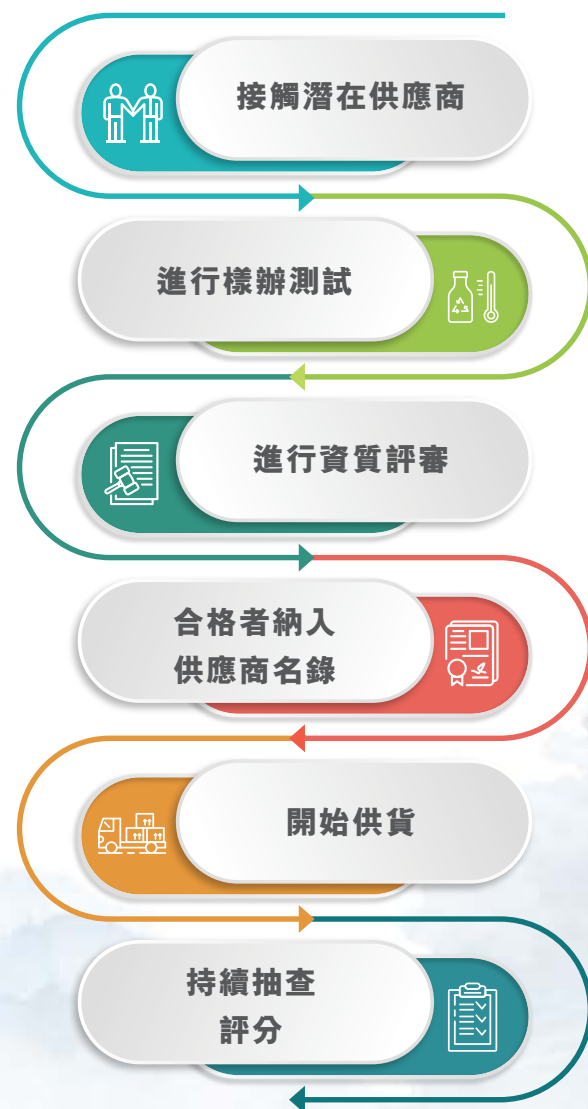 接觸潛在供應商
進行樣辦測試
進行資質評審
合格者納入
供應商名錄
開始供貨
持續抽查
評分